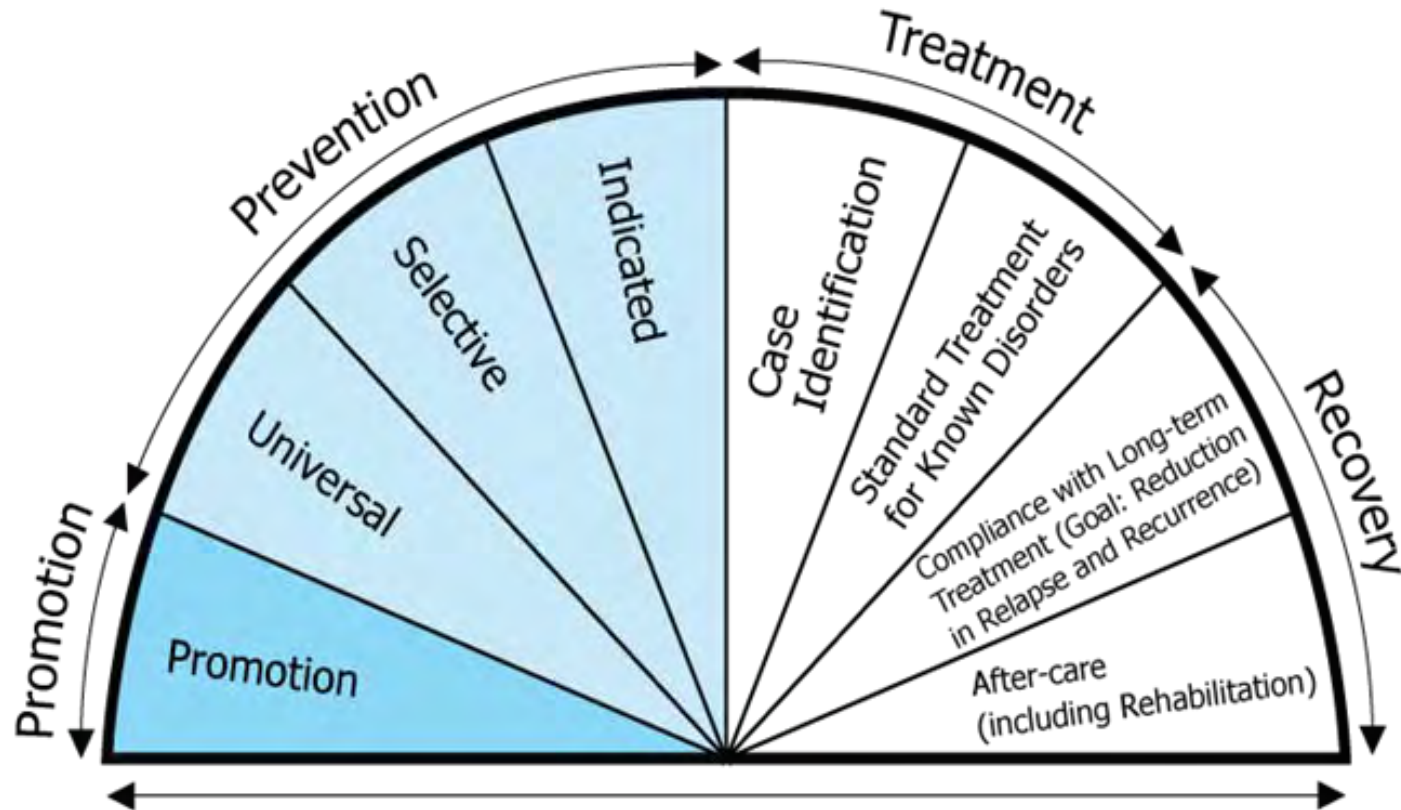 Promotion
Prevention
Treatment
Recovery
Promotion
Universal
Selective
Indicated
Case
Identification
Standard Treatment
for Known Disorders
Compliance with Long-term
Treatment (Goal: Reduction
in Relapse and Recurrence)
After-care
(including Rehabilitation)